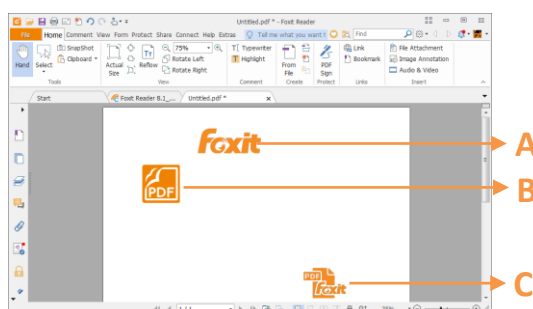 Untitled.pdf * - Foxit Reader
File Home Comment View Form Protect Share Connect Help Extras Tell me what you want t Find
Hand Select SnapShot Clipboard Actual Size Reflow 75% Rotate Left Rotate Right Typewriter Highlight From File PDF Sign Link Bookmark File Attachment Image Annotation Audio & Video
Tools View Comment Create Protect Links Insert
Start Foxit Reader 8.1_... Untitled.pdf * x
Foxit A
PDF B
PDF Foxit C
1 / 1 75%